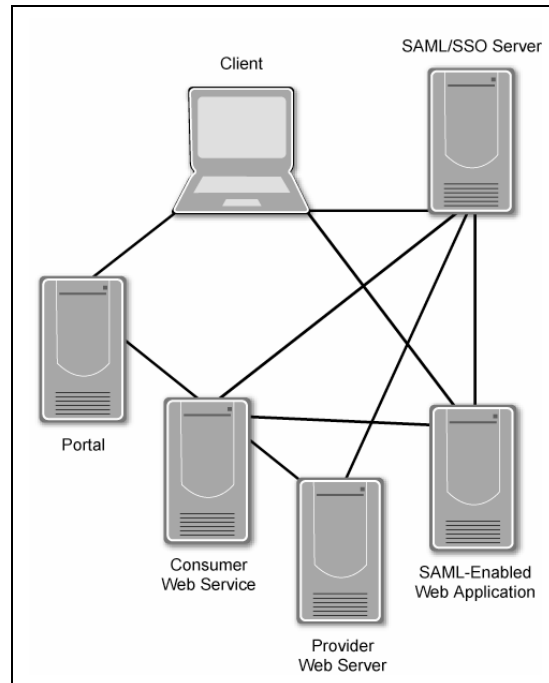 SAML/SSO Server
Client
Portal
Consumer
Web Service
SAML-Enabled
Web Application
Provider
Web Server